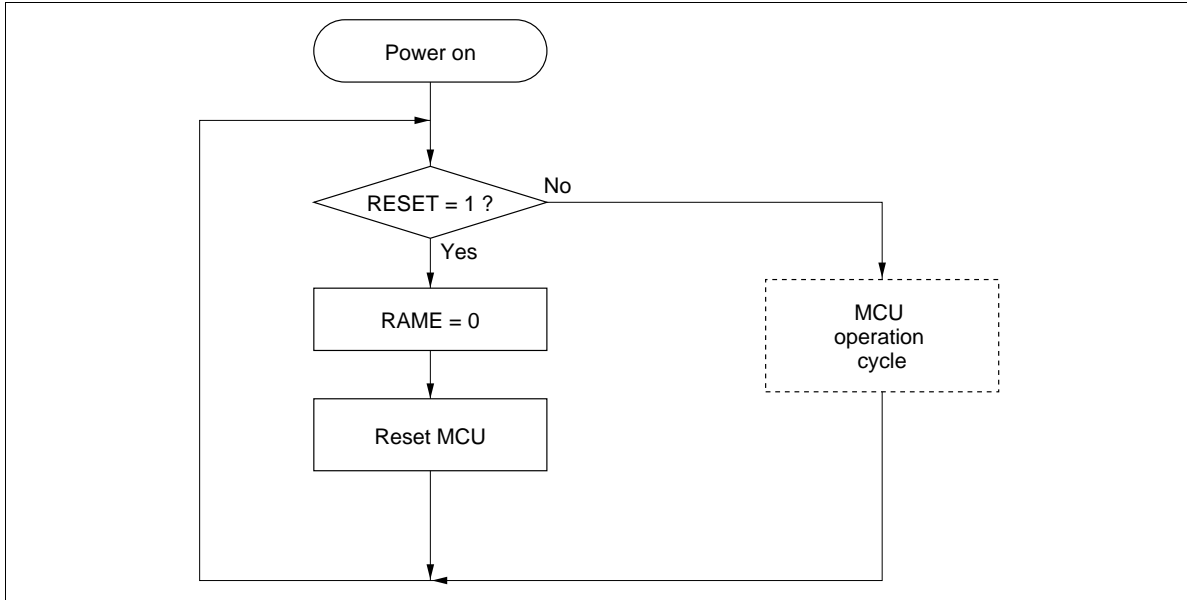 Power on
RESET = 1 ?
No
Yes
RAME = 0
MCU
operation
cycle
Reset MCU